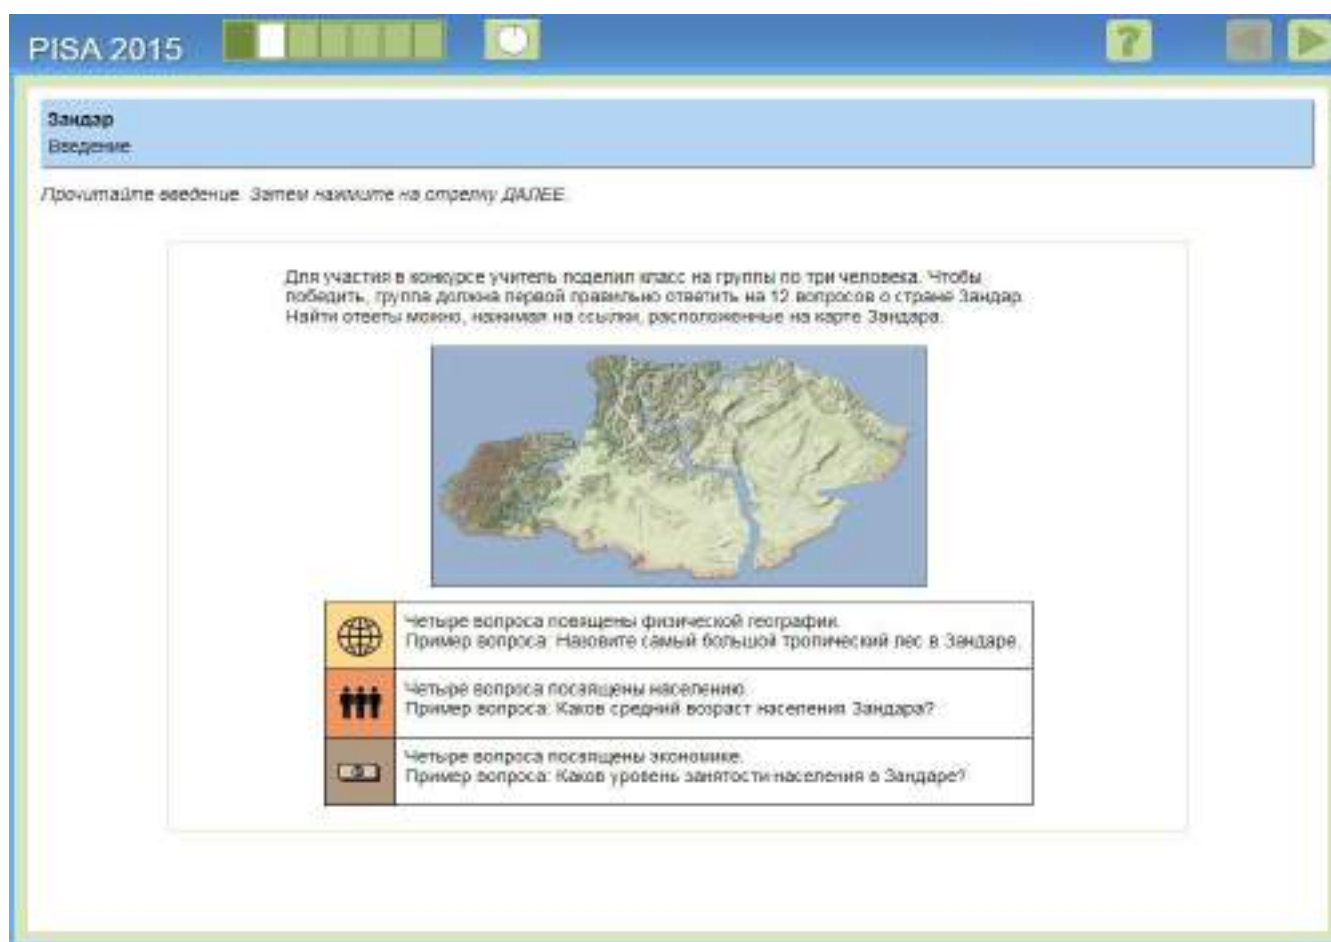 PISA 2015
?
Зандар
Введение
Прочитайте введение. Затем нажмите на стрелку ДАЛЕЕ.
Для участия в конкурсе учитель поделил класс на группы по три человека. Чтобы
победить, группа должна первой правильно ответить на 12 вопросов о стране Зандар.
Найти ответы можно, нажимая на ссылки, расположенные на карте Зандара.
Четыре вопроса повящены физической географии.
Пример вопроса: Назовите самый большой тропический лес в Зандаре.
Четыре вопроса посвящены населению.
Пример вопроса: Каков средний возраст населения Зандара?
Четыре вопроса посвящены экономике.
Пример вопроса: Каков уровень занятости населения в Зандаре?